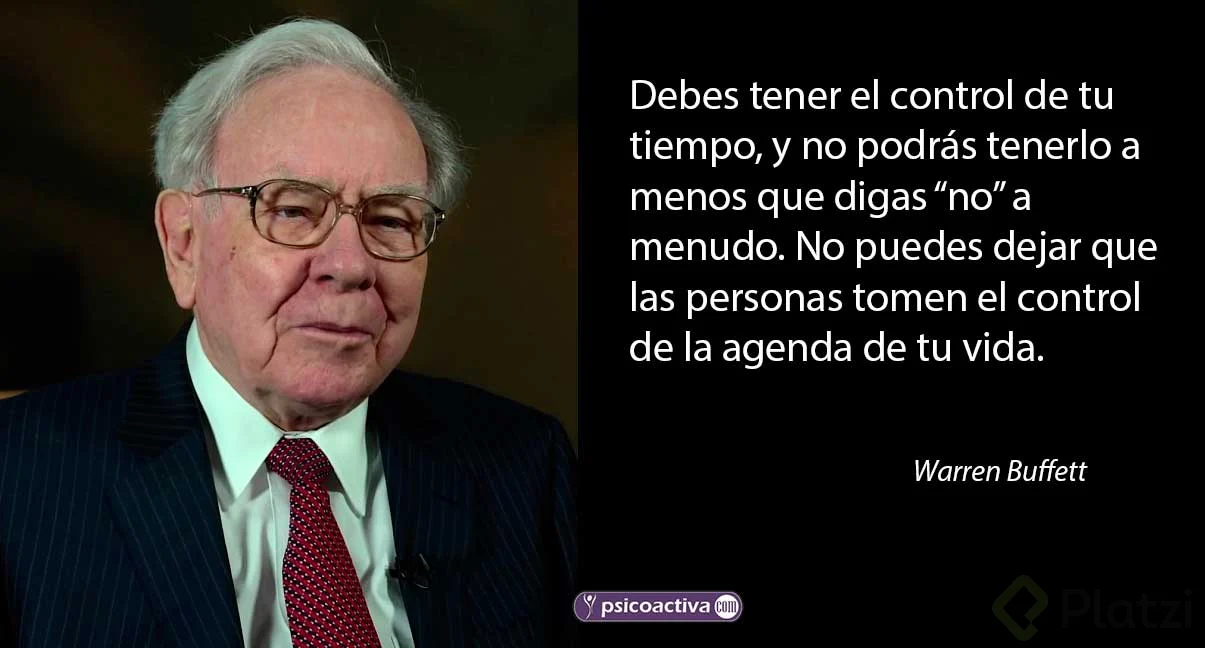 Debes tener el control de tu
tiempo, y no podrás tenerlo a
menos que digas “no” a
menudo. No puedes dejar que
las personas tomen el control
de la agenda de tu vida.
Warren Buffett
psicoactiva.com
Platzi